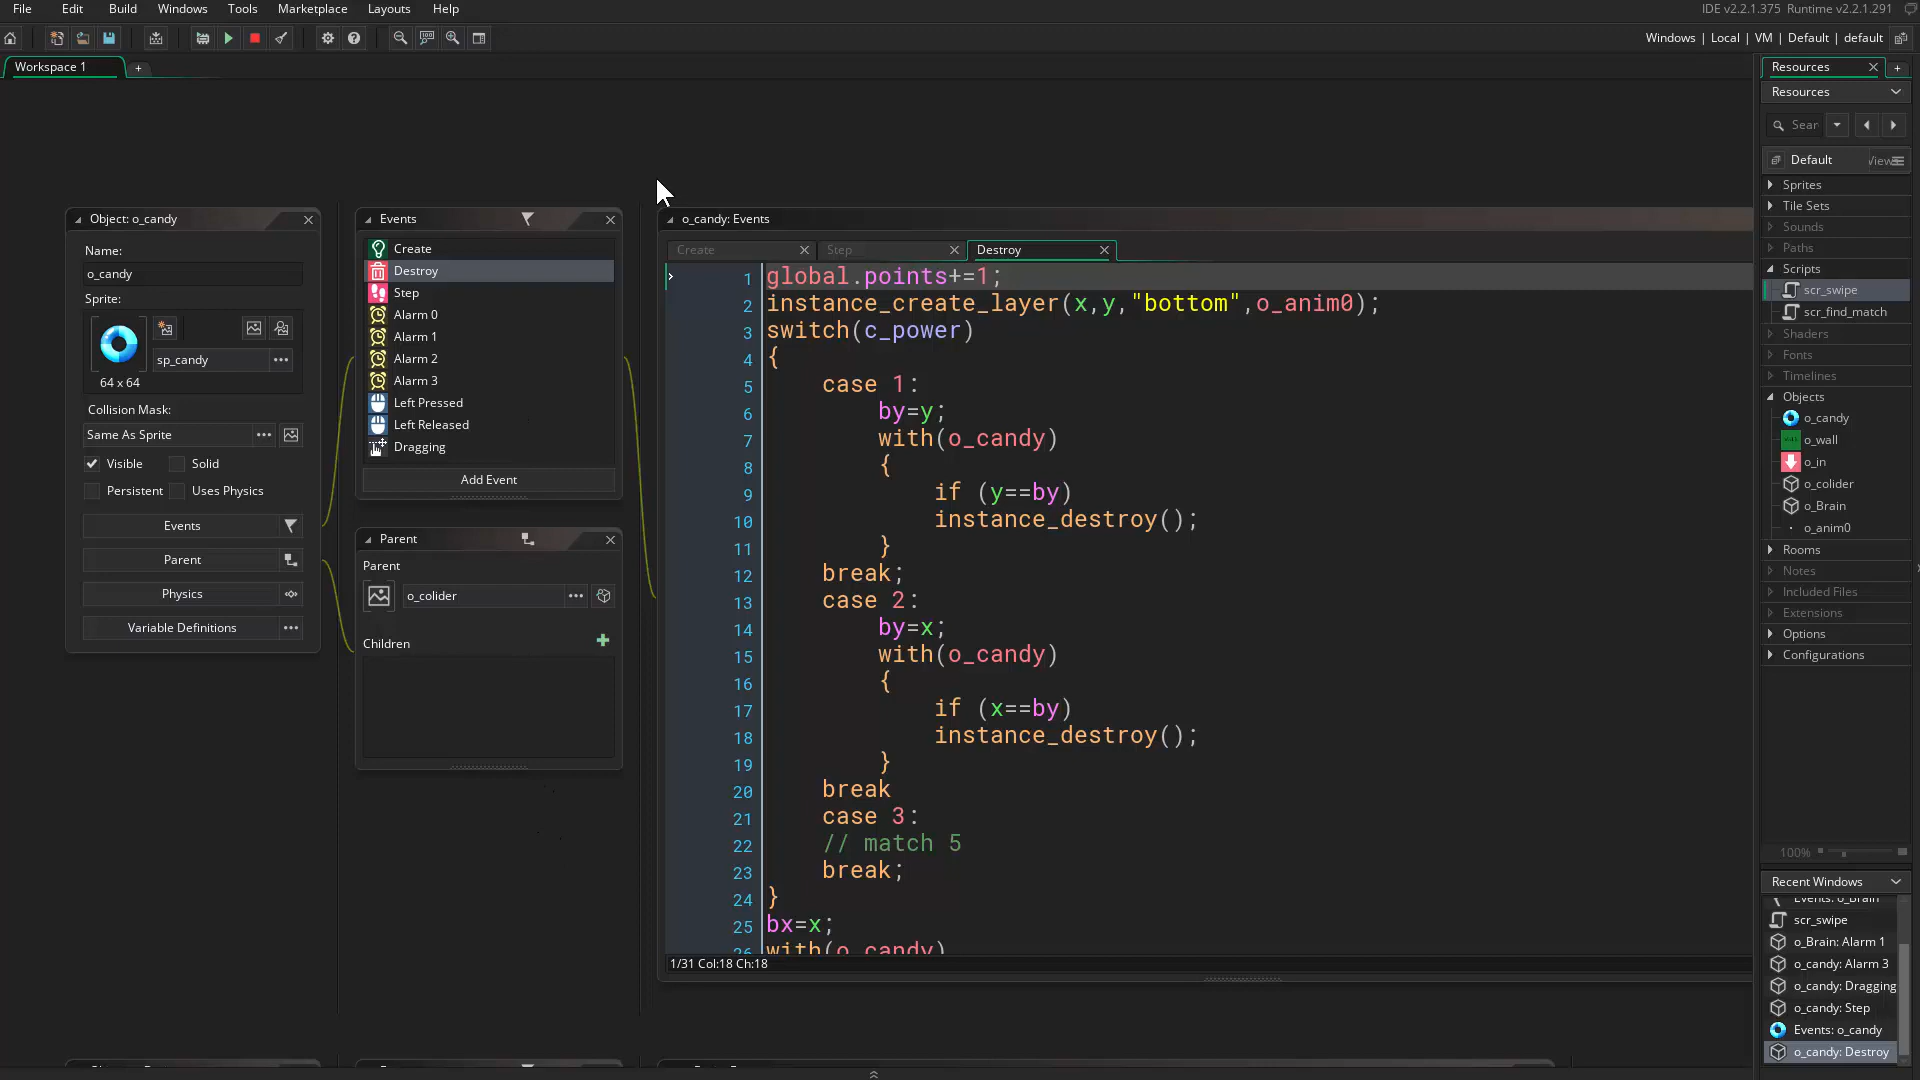 File Edit Build Windows Tools Marketplace Layouts Help
IDE v2.2.1.375 Runtime v2.2.1.291
Windows | Local | VM | Default | default
Workspace 1
Object: o_candy
Name:
o_candy
Sprite:
sp_candy
64 x 64
Collision Mask:
Same As Sprite
Visible Solid
Persistent Uses Physics
Events
Parent
Physics
Variable Definitions
Events
Create
Destroy
Step
Alarm 0
Alarm 1
Alarm 2
Alarm 3
Left Pressed
Left Released
Dragging
Add Event
Parent
Parent
o_colider
Children
o_candy: Events
Create Step Destroy
1 global.points+=1;
2 instance_create_layer(x,y,"bottom",o_anim0);
3 switch(c_power)
4 {
5 case 1:
6 by=y;
7 with(o_candy)
8 {
9 if (y==by)
10 instance_destroy();
11 }
12 break;
13 case 2:
14 by=x;
15 with(o_candy)
16 {
17 if (x==by)
18 instance_destroy();
19 }
20 break
21 case 3:
22 // match 5
23 break;
24 }
25 bx=x;
26 with(o_candy)
1/31 Col:18 Ch:18
Resources
Resources
Sear
Default Views
Sprites
Tile Sets
Sounds
Paths
Scripts
scr_swipe
scr_find_match
Shaders
Fonts
Timelines
Objects
o_candy
o_wall
o_in
o_colider
o_Brain
o_anim0
Rooms
Notes
Included Files
Extensions
Options
Configurations
100%
Recent Windows
Events: o_Brain
scr_swipe
o_Brain: Alarm 1
o_candy: Alarm 3
o_candy: Dragging
o_candy: Step
Events: o_candy
o_candy: Destroy